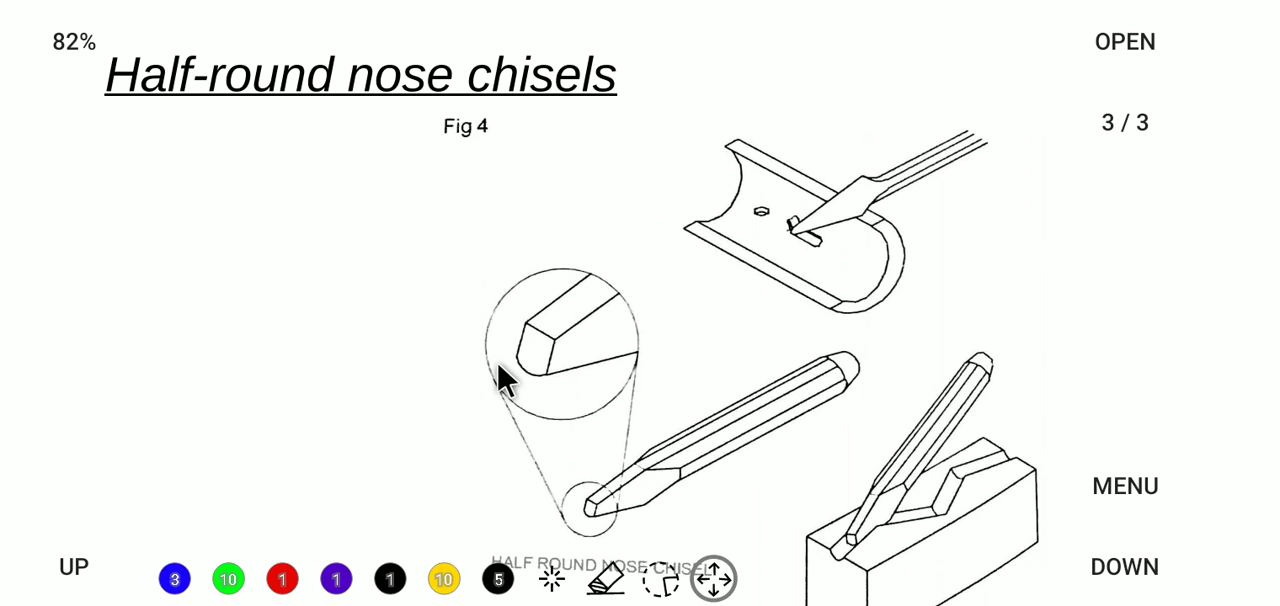 82%
OPEN
Half-round nose chisels
Fig 4
3 / 3
MENU
HALF ROUND NOSE CHISEL
UP
3 10 1 1 1 10 5
DOWN